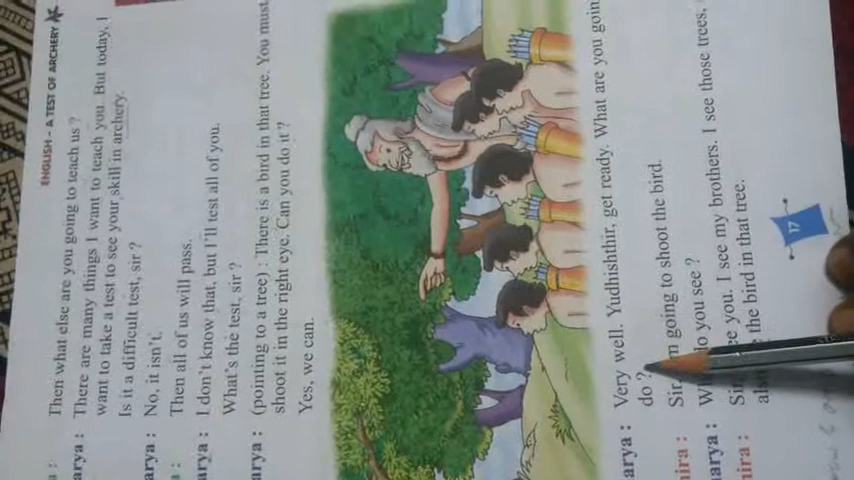 ENGLISH – A TEST OF ARCHERY
: Then what else are you going to teach us ?
arya : There are many things I want to teach you. But today, I
want to take a test to see your skill in archery.
Is it a difficult test, sir ?
arya : No, it isn't.
: Then all of us will pass.
arya : I don't know that, but I'll test all of you.
What's the test, sir ?
arya : (pointing to a tree) : There is a bird in that tree. You must
shoot it in the right eye. Can you do it ?
Yes, we can.
arya : Very well. Yudhishthir, get ready. What are you goin
do ?
hira : Sir, going to shoot the bird.
arya : you see ?
hira : see you. I see my brothers. I see those trees.
the bird in that tree.
17